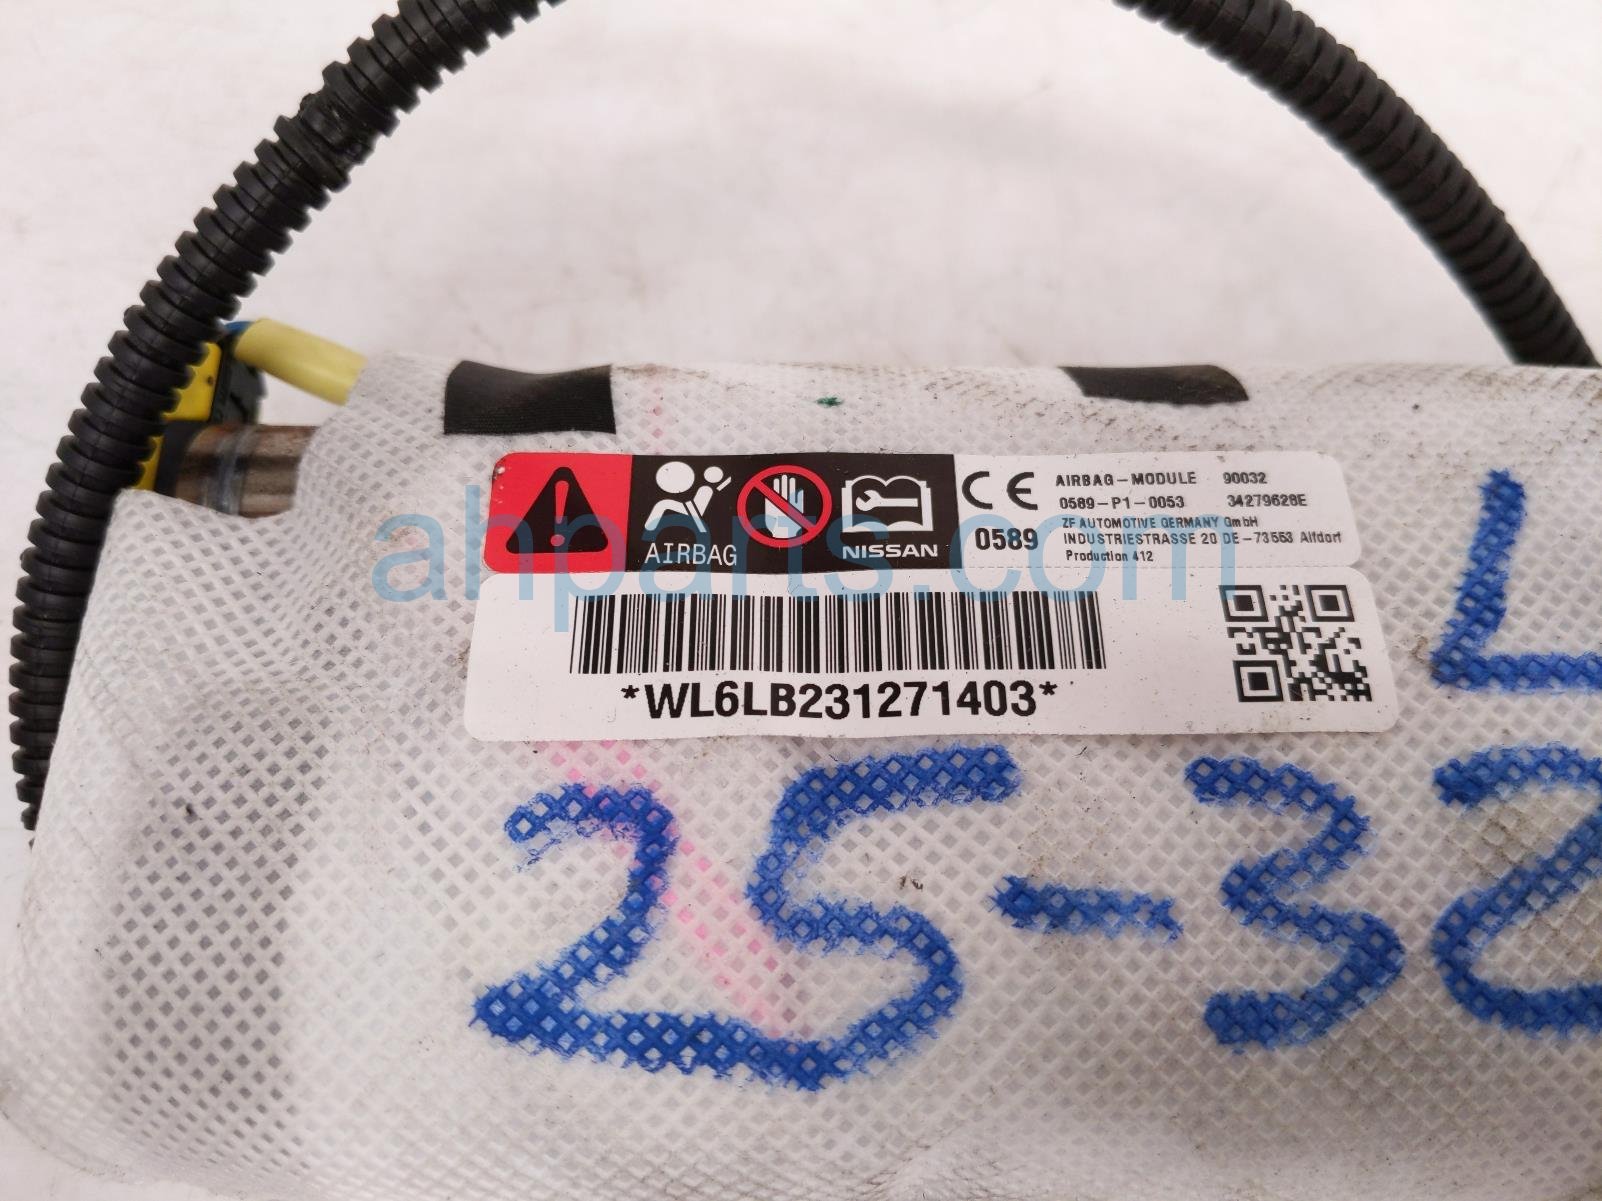 AIRBAG
NISSAN
CE
0589
AIRBAG-MODULE 90032
0589-P1-0053 34279628E
ZF AUTOMOTIVE GERMANY GmbH
INDUSTRIESTRASSE 20 DE-73553 Alfdorf
Production 412
ahparts.com
*WL6LB231271403*
L
25-32